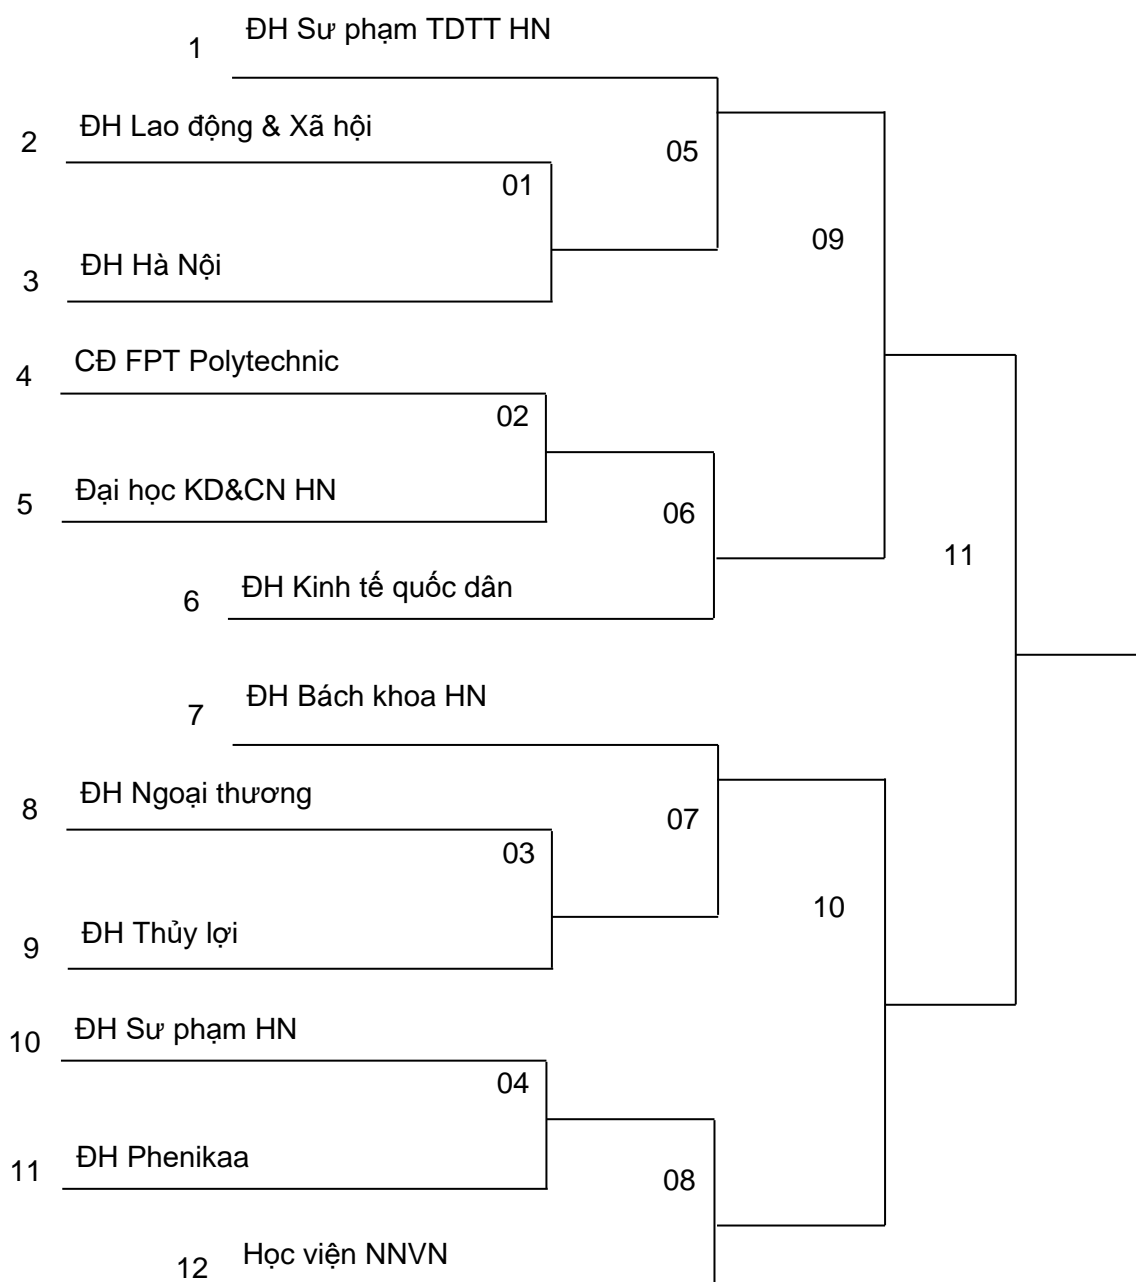 1 ĐH Sư phạm TDTT HN
2 ĐH Lao động & Xã hội
05
01
09
3 ĐH Hà Nội
4 CĐ FPT Polytechnic
02
5 Đại học KD&CN HN
06
11
6 ĐH Kinh tế quốc dân
7 ĐH Bách khoa HN
8 ĐH Ngoại thương
07
03
10
9 ĐH Thủy lợi
10 ĐH Sư phạm HN
04
11 ĐH Phenikaa
08
12 Học viện NNVN